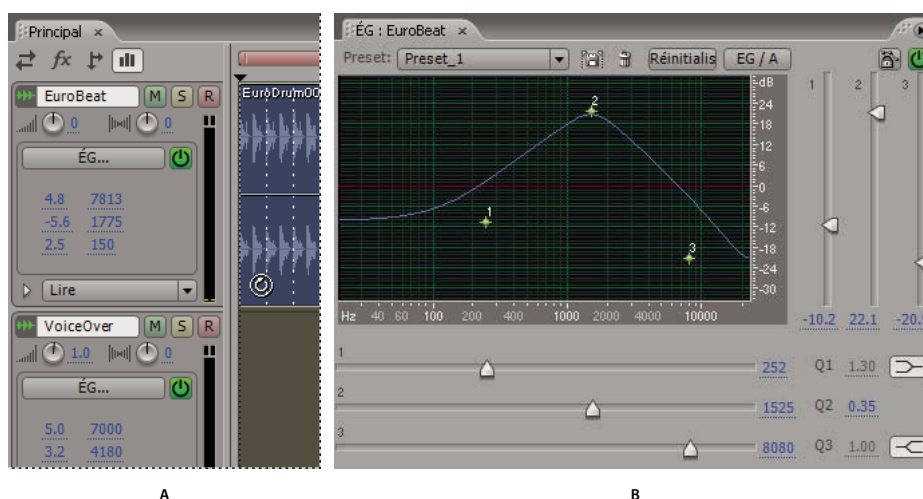 Principal ×
fx
EuroBeat M S R
0 0
ÉG...
4.8 7813
-5.6 1775
2.5 150
Lire
VoiceOver M S R
1.0 0
ÉG...
5.0 7000
3.2 4180
EuroDrum00
A
ÉG : EuroBeat ×
Preset: Preset_1 Réinitialis EG / A
dB
24
18
12
6
0
-6
-12
-18
-24
-30
1
2
3
Hz 40 60 100 200 400 1000 2000 4000 10000
1 2 3
-10.2 22.1 -20.
1
252 Q1 1.30
2
1525 Q2 0.35
3
8080 Q3 1.00
B